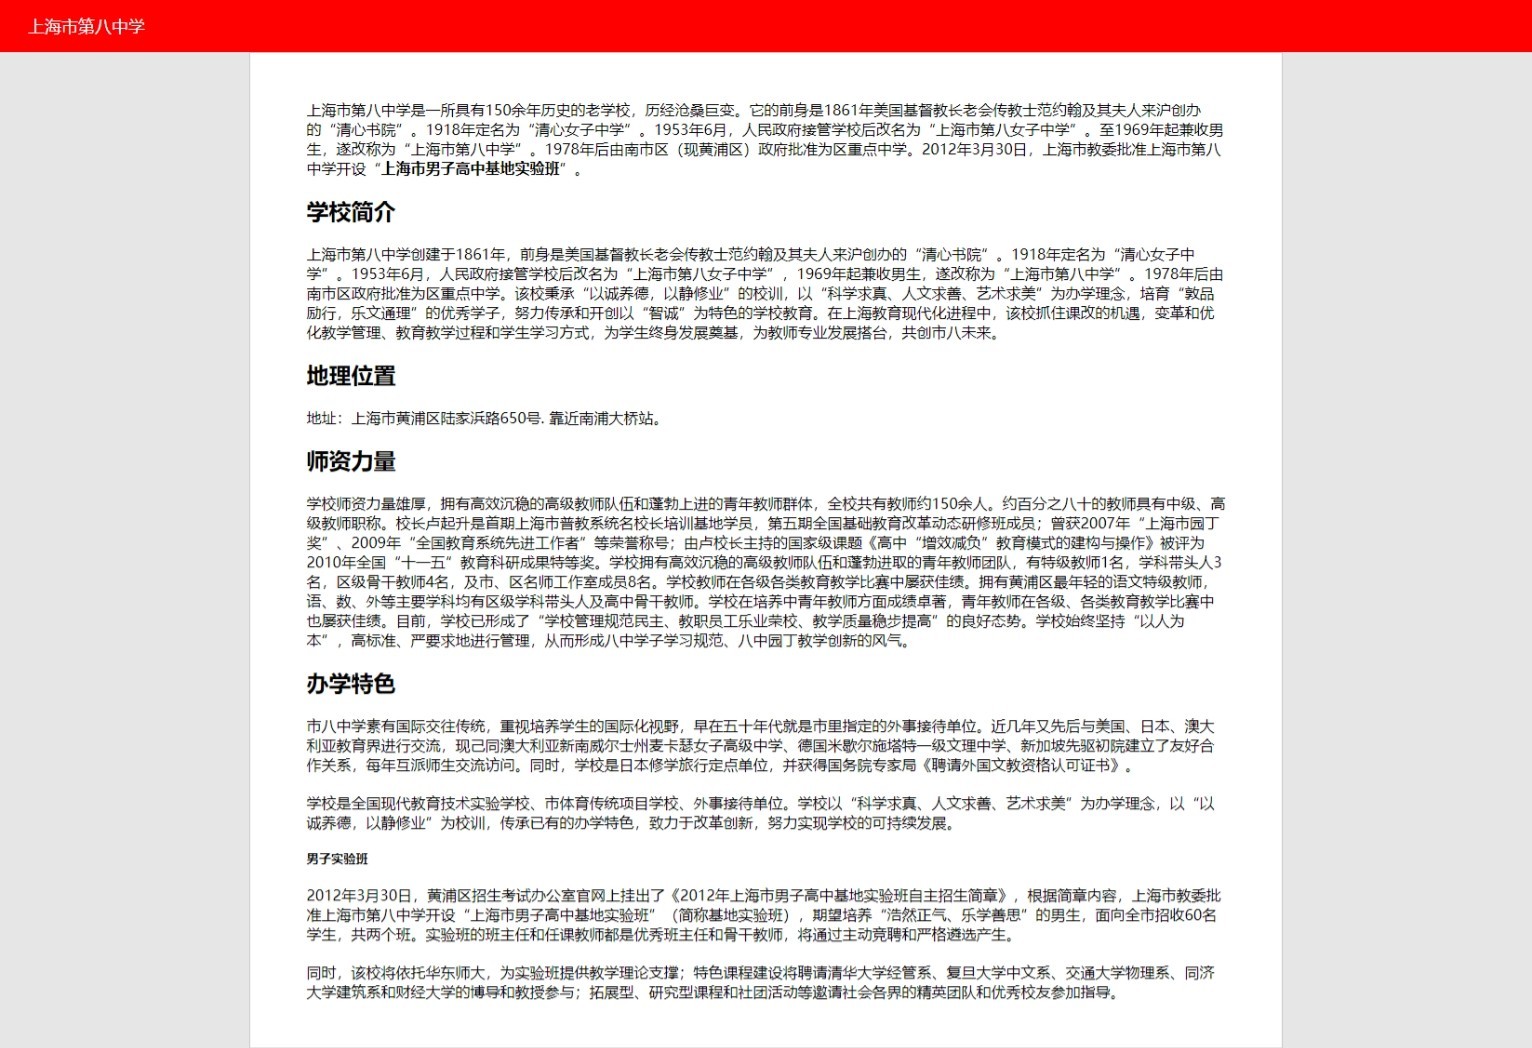 上海市第八中学
上海市第八中学是一所具有150余年历史的老学校，历经沧桑巨变。它的前身是1861年美国基督教长老会传教士范约翰及其夫人来沪创办
的“清心书院”。1918年定名为“清心女子中学”。1953年6月，人民政府接管学校后改名为“上海市第八女子中学”。至1969年起兼收男
生，遂改称为“上海市第八中学”。1978年后由南市区（现黄浦区）政府批准为区重点中学。2012年3月30日，上海市教委批准上海市第八
中学开设“上海市男子高中基地实验班”。
学校简介
上海市第八中学创建于1861年，前身是美国基督教长老会传教士范约翰及其夫人来沪创办的“清心书院”。1918年定名为“清心女子中
学”。1953年6月，人民政府接管学校后改名为“上海市第八女子中学”，1969年起兼收男生，遂改称为“上海市第八中学”。1978年后由
南市区政府批准为区重点中学。该校秉承“以诚养德，以静修业”的校训，以“科学求真、人文求善、艺术求美”为办学理念，培育“敦品
励行，乐文通理”的优秀学子，努力传承和开创以“智诚”为特色的学校教育。在上海教育现代化进程中，该校抓住课改的机遇，变革和优
化教学管理、教育教学过程和学生学习方式，为学生终身发展奠基，为教师专业发展搭台，共创市八未来。
地理位置
地址：上海市黄浦区陆家浜路650号. 靠近南浦大桥站。
师资力量
学校师资力量雄厚，拥有高效沉稳的高级教师队伍和蓬勃上进的青年教师群体，全校共有教师约150余人。约百分之八十的教师具有中级、高
级教师职称。校长卢起升是首期上海市普教系统名校长培训基地学员，第五期全国基础教育改革动态研修班成员；曾获2007年“上海市园丁
奖”、2009年“全国教育系统先进工作者”等荣誉称号；由卢校长主持的国家级课题《高中“增效减负”教育模式的建构与操作》被评为
2010年全国“十一五”教育科研成果特等奖。学校拥有高效沉稳的高级教师队伍和蓬勃进取的青年教师团队，有特级教师1名，学科带头人3
名，区级骨干教师4名，及市、区名师工作室成员8名。学校教师在各级各类教育教学比赛中屡获佳绩。拥有黄浦区最年轻的语文特级教师，
语、数、外等主要学科均有区级学科带头人及高中骨干教师。学校在培养中青年教师方面成绩卓著，青年教师在各级、各类教育教学比赛中
也屡获佳绩。目前，学校已形成了“学校管理规范民主、教职员工乐业荣校、教学质量稳步提高”的良好态势。学校始终坚持“以人为
本”，高标准、严要求地进行管理，从而形成八中学子学习规范、八中园丁教学创新的风气。
办学特色
市八中学素有国际交往传统，重视培养学生的国际化视野，早在五十年代就是市里指定的外事接待单位。近几年又先后与美国、日本、澳大
利亚教育界进行交流，现已同澳大利亚新南威尔士州麦卡瑟女子高级中学、德国米歇尔施塔特一级文理中学、新加坡先驱初院建立了友好合
作关系，每年互派师生交流访问。同时，学校是日本修学旅行定点单位，并获得国务院专家局《聘请外国文教资格认可证书》。
学校是全国现代教育技术实验学校、市体育传统项目学校、外事接待单位。学校以“科学求真、人文求善、艺术求美”为办学理念，以“以
诚养德，以静修业”为校训，传承已有的办学特色，致力于改革创新，努力实现学校的可持续发展。
男子实验班
2012年3月30日，黄浦区招生考试办公室官网上挂出了《2012年上海市男子高中基地实验班自主招生简章》，根据简章内容，上海市教委批
准上海市第八中学开设“上海市男子高中基地实验班”（简称基地实验班），期望培养“浩然正气、乐学善思”的男生，面向全市招收60名
学生，共两个班。实验班的班主任和任课教师都是优秀班主任和骨干教师，将通过主动竞聘和严格遴选产生。
同时，该校将依托华东师大，为实验班提供教学理论支撑；特色课程建设将聘请清华大学经管系、复旦大学中文系、交通大学物理系、同济
大学建筑系和财经大学的博导和教授参与；拓展型、研究型课程和社团活动等邀请社会各界的精英团队和优秀校友参加指导。